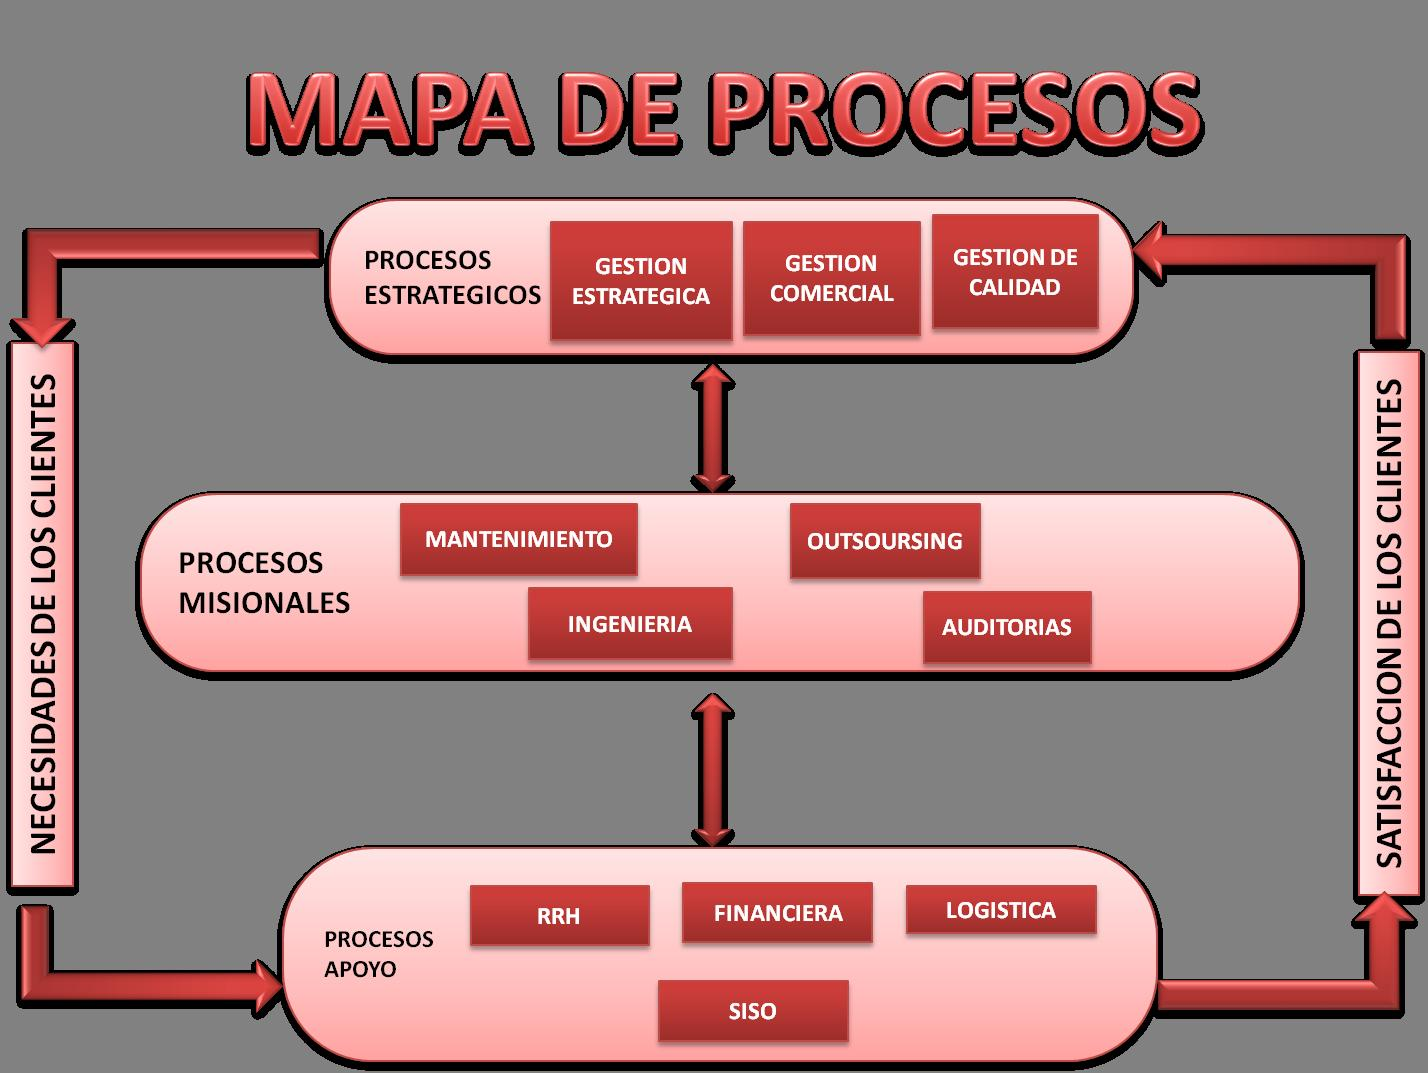 MAPA DE PROCESOS
PROCESOS
ESTRATEGICOS
GESTION
ESTRATEGICA
GESTION
COMERCIAL
GESTION DE
CALIDAD
NECESIDADES DE LOS CLIENTES
SATISFACCION DE LOS CLIENTES
PROCESOS
MISIONALES
MANTENIMIENTO
OUTSOURSING
INGENIERIA
AUDITORIAS
PROCESOS
APOYO
RRH
FINANCIERA
LOGISTICA
SISO